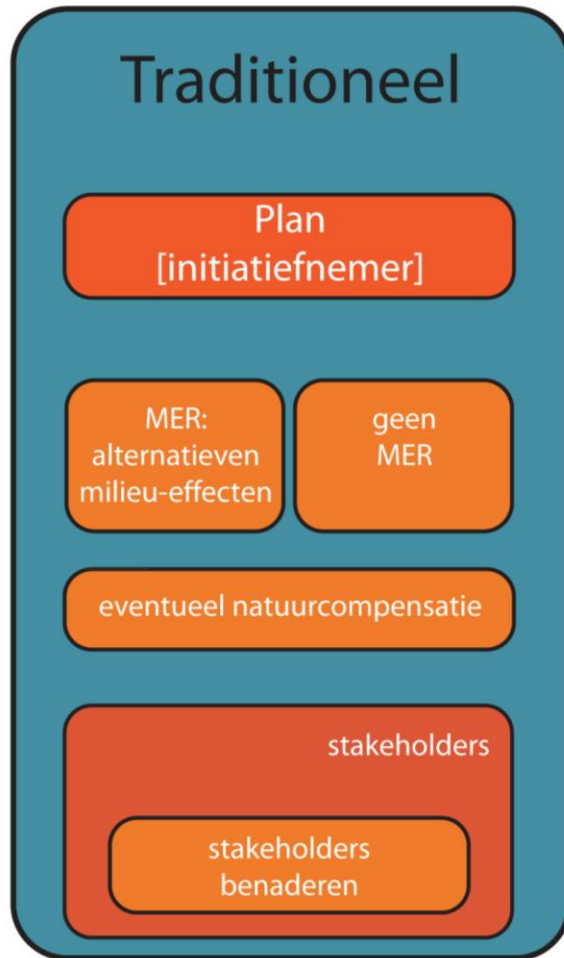 Traditioneel
Plan
[initiatiefnemer]
MER:
alternatieven
milieu-effecten
geen
MER
eventueel natuurcompensatie
stakeholders
stakeholders
benaderen